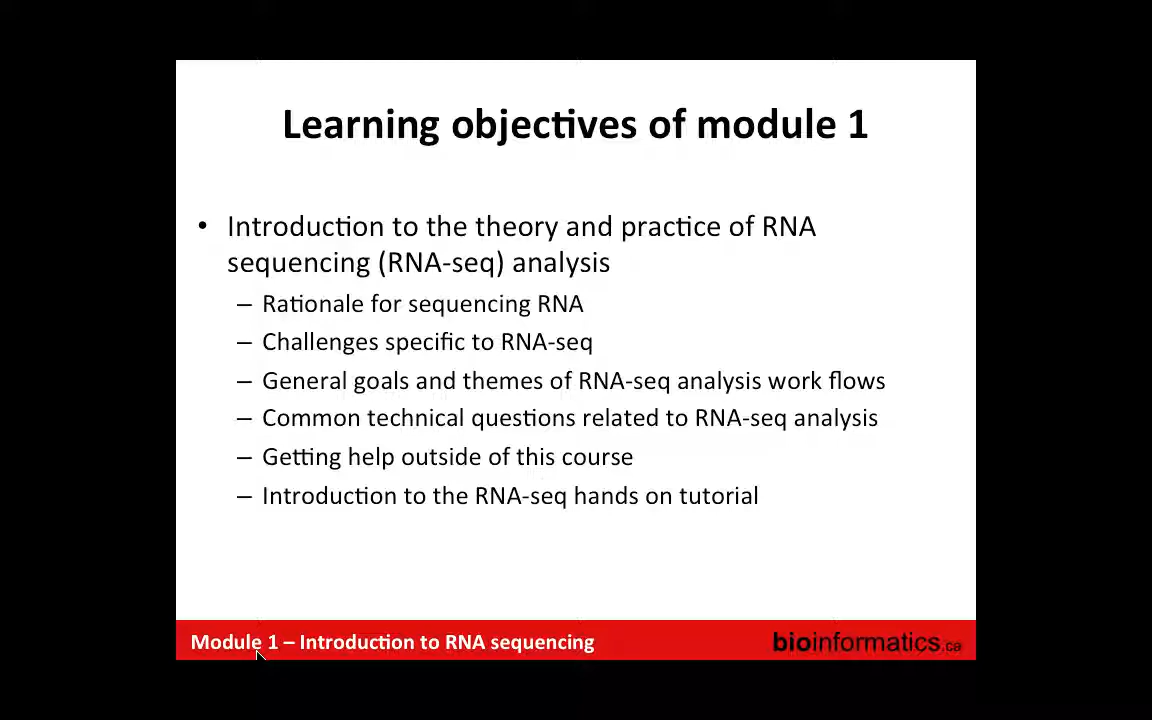 Learning objectives of module 1
• Introduction to the theory and practice of RNA
sequencing (RNA-seq) analysis
– Rationale for sequencing RNA
– Challenges specific to RNA-seq
– General goals and themes of RNA-seq analysis work flows
– Common technical questions related to RNA-seq analysis
– Getting help outside of this course
– Introduction to the RNA-seq hands on tutorial
Module 1 – Introduction to RNA sequencing
bioinformatics.ca